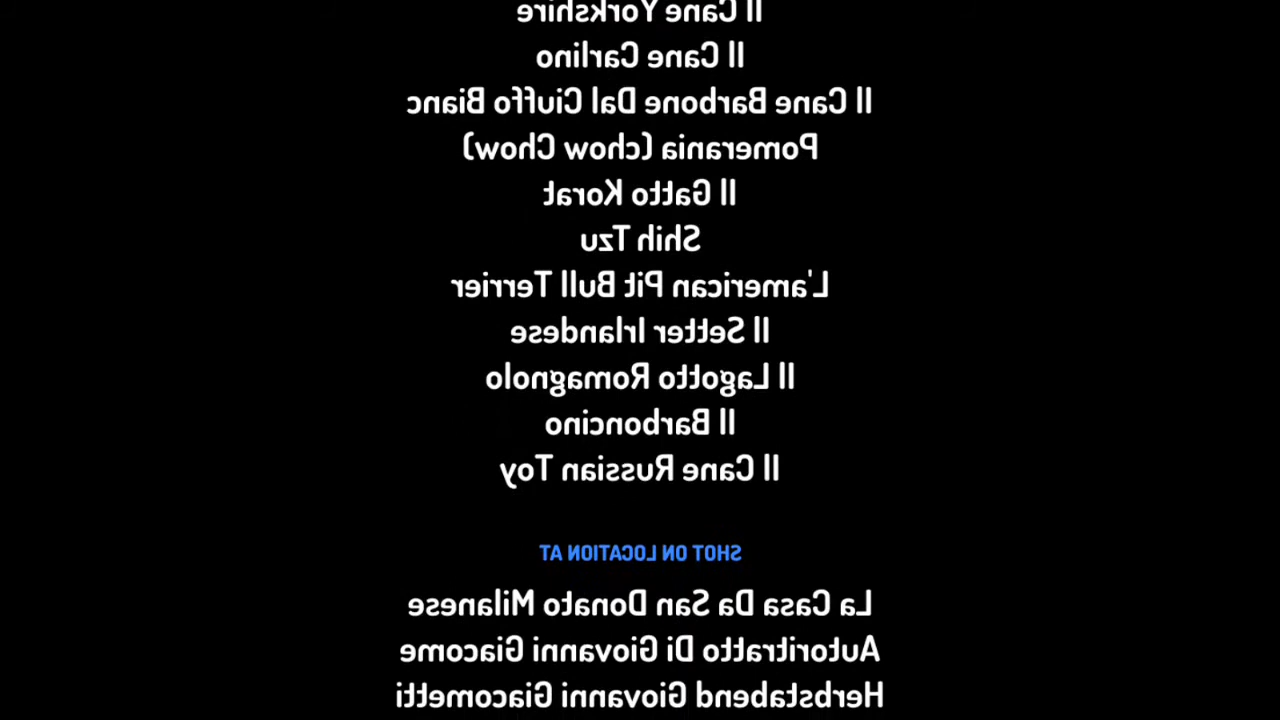 Il Cane Yorkshire
Il Cane Carlino
Il Cane Barbone Dal Ciuffo Bianc
Pomerania (chow Chow)
Il Gatto Korat
Shih Tzu
L'american Pit Bull Terrier
Il Setter Irlandese
Il Lagotto Romagnolo
Il Barboncino
Il Cane Russian Toy
SHOT ON LOCATION AT
La Casa Da San Donato Milanese
Autoritratto Di Giovanni Giacome
Herbstabend Giovanni Giacometti